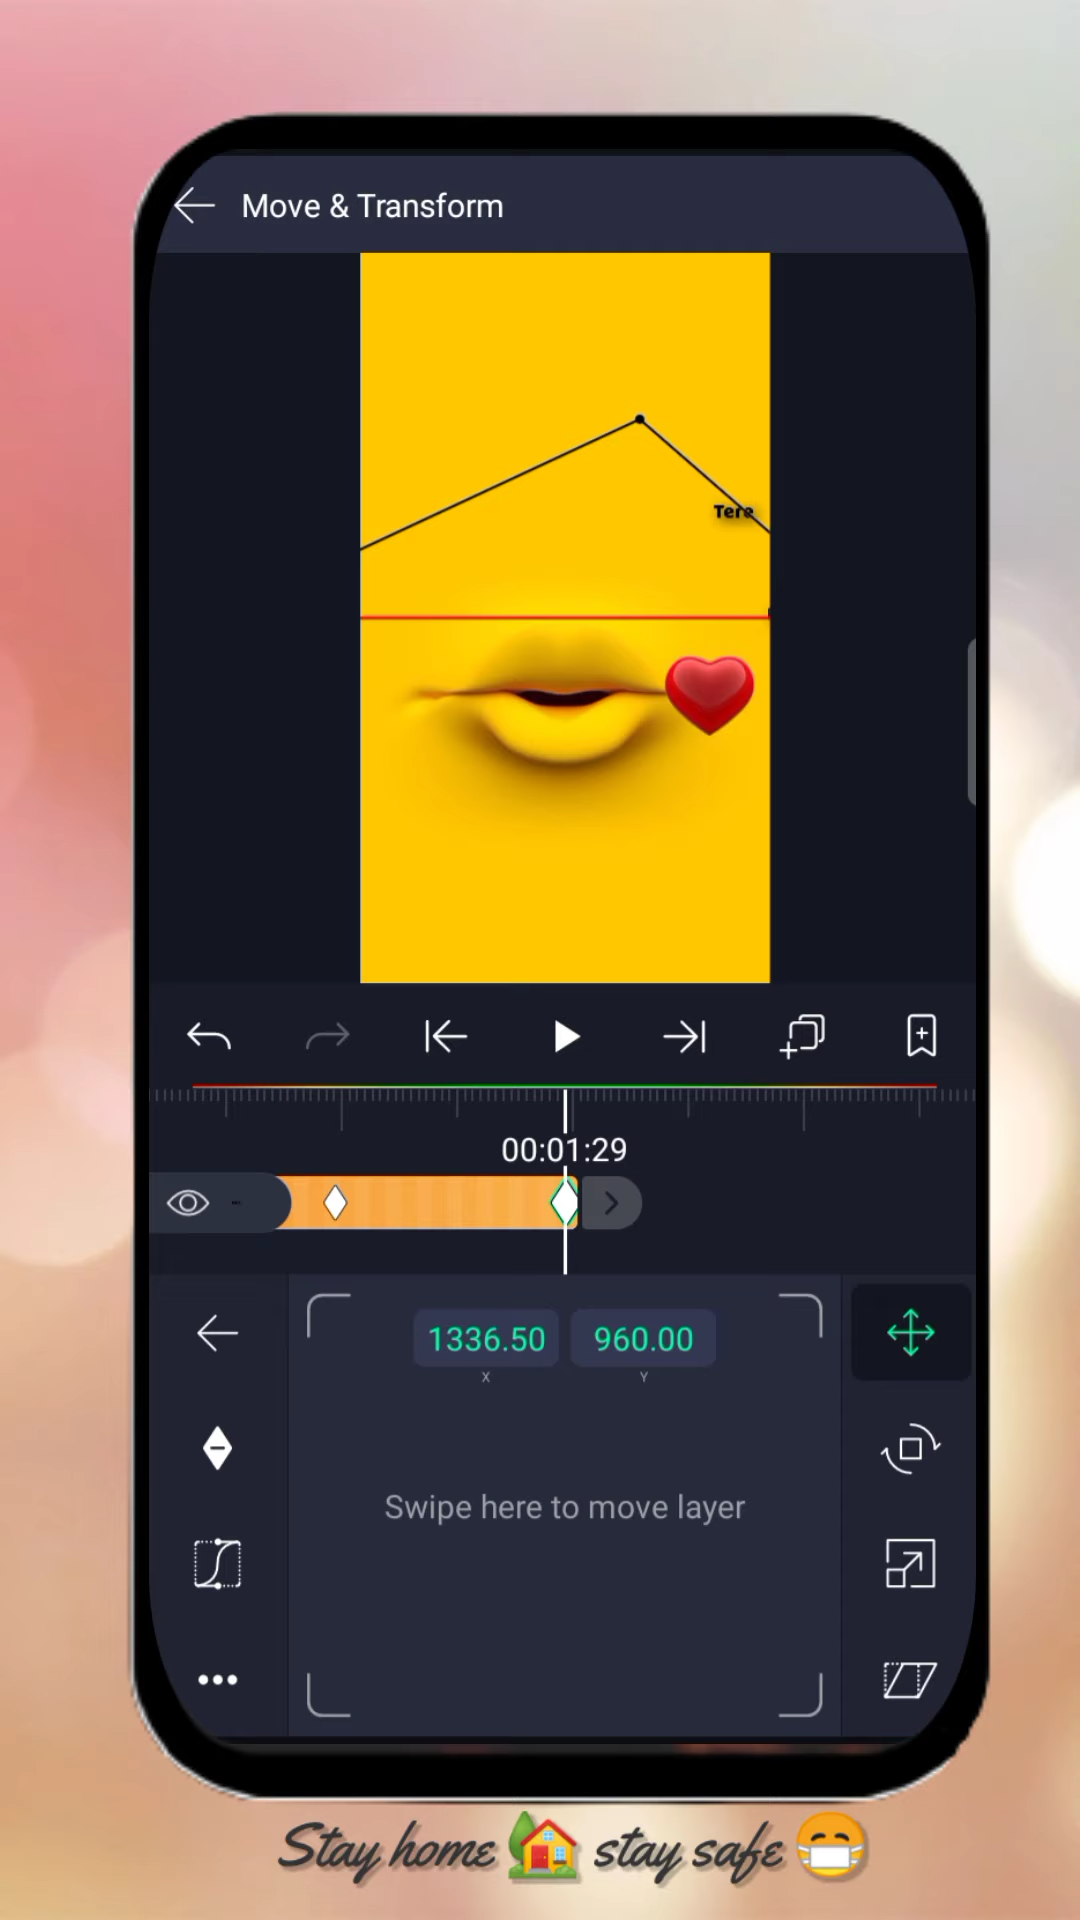 Move & Transform
Tere
00:01:29
1336.50 960.00
X Y
Swipe here to move layer
Stay home stay safe